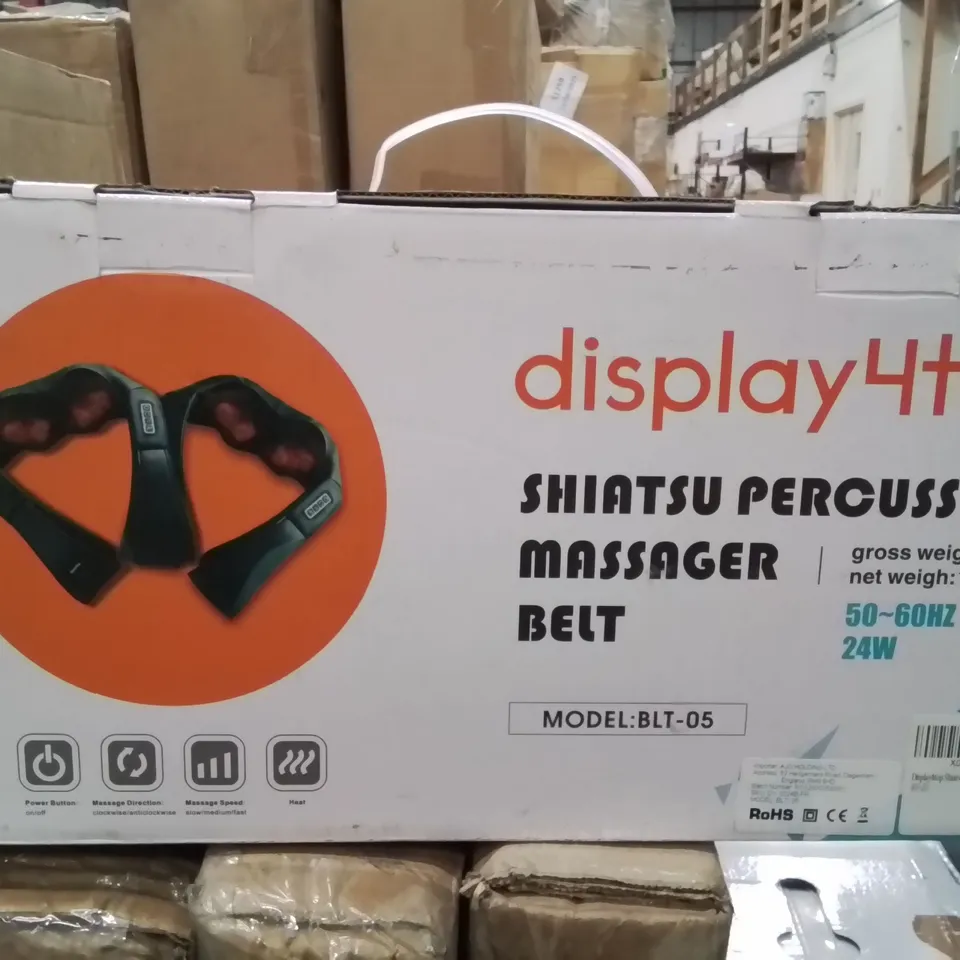 display4t
SHIATSU PERCUSS
MASSAGER
BELT
gross weig
net weigh:
50~60HZ
24W
MODEL:BLT-05
Power Button:
on/off
Massage Direction:
clockwise/anticlockwise
Massage Speed:
slow/medium/fast
Heat
RoHS CE